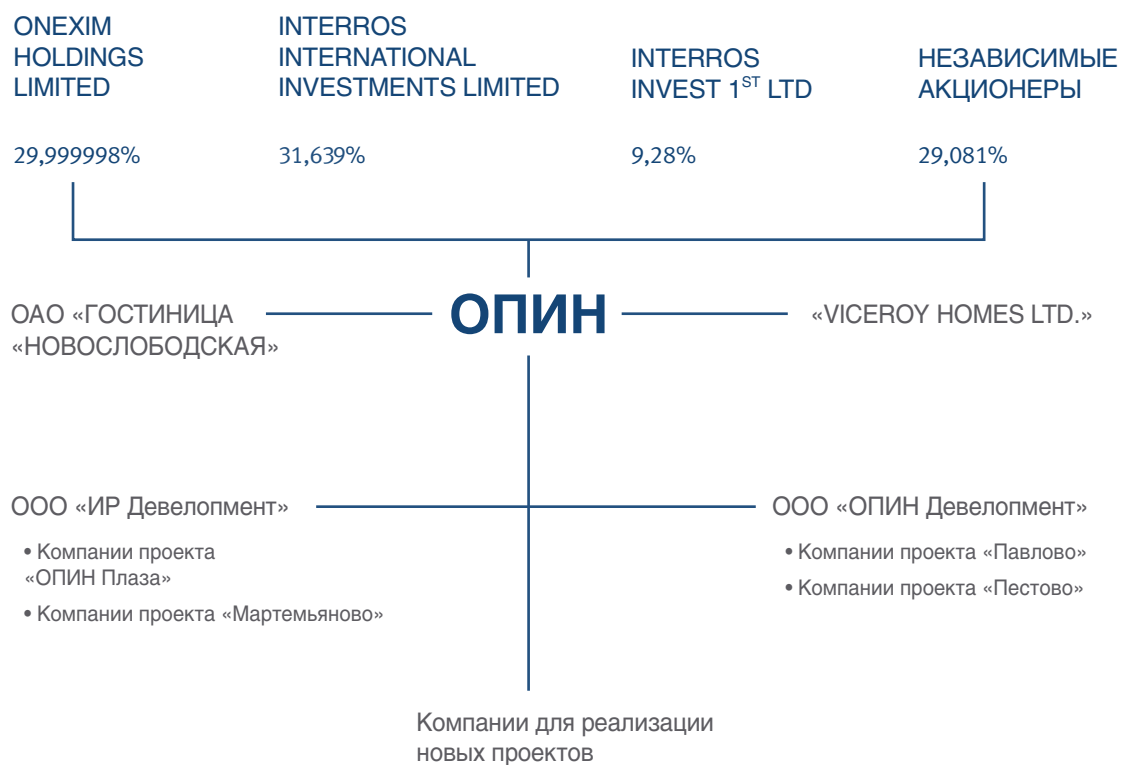 ONEXIM
HOLDINGS
LIMITED
29,999998%
INTERROS
INTERNATIONAL
INVESTMENTS LIMITED
31,639%
INTERROS
INVEST 1ST LTD
9,28%
НЕЗАВИСИМЫЕ
АКЦИОНЕРЫ
29,081%
ОАО «ГОСТИНИЦА
«НОВОСЛОБОДСКАЯ»
ОПИН
«VICEROY HOMES LTD.»
ООО «ИР Девелопмент»
• Компании проекта
«ОПИН Плаза»
• Компании проекта «Мартемьяново»
ООО «ОПИН Девелопмент»
• Компании проекта «Павлово»
• Компании проекта «Пестово»
Компании для реализации
новых проектов